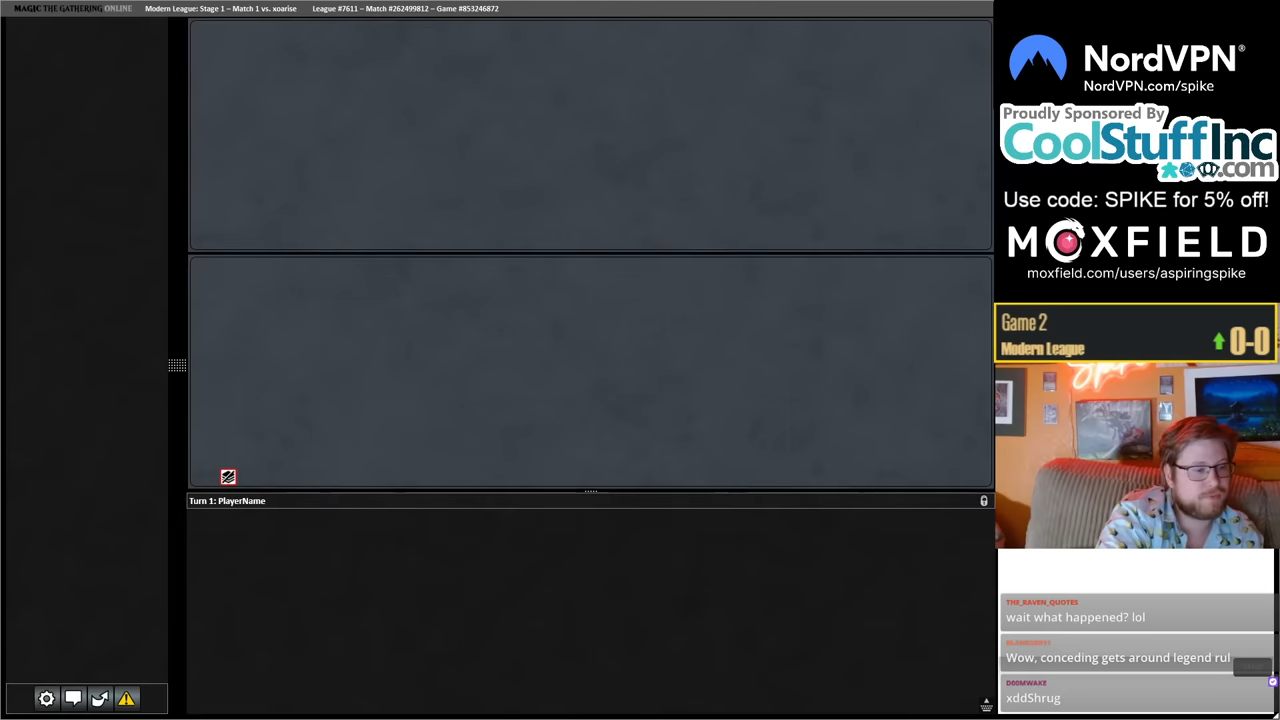 MAGIC THE GATHERING ONLINE Modern League: Stage 1 – Match 1 vs. xoarise League #7611 – Match #262499812 – Game #853246872
NordVPN®
NordVPN.com/spike
Proudly Sponsored By
CoolStuffInc
.com
Use code: SPIKE for 5% off!
MOXFIELD
moxfield.com/users/aspiringspike
Game 2
Modern League
0-0
Turn 1: PlayerName
THE_RAVEN_QUOTES
wait what happened? lol
Wow, conceding gets around legend rul
D00MWAKE
xddShrug